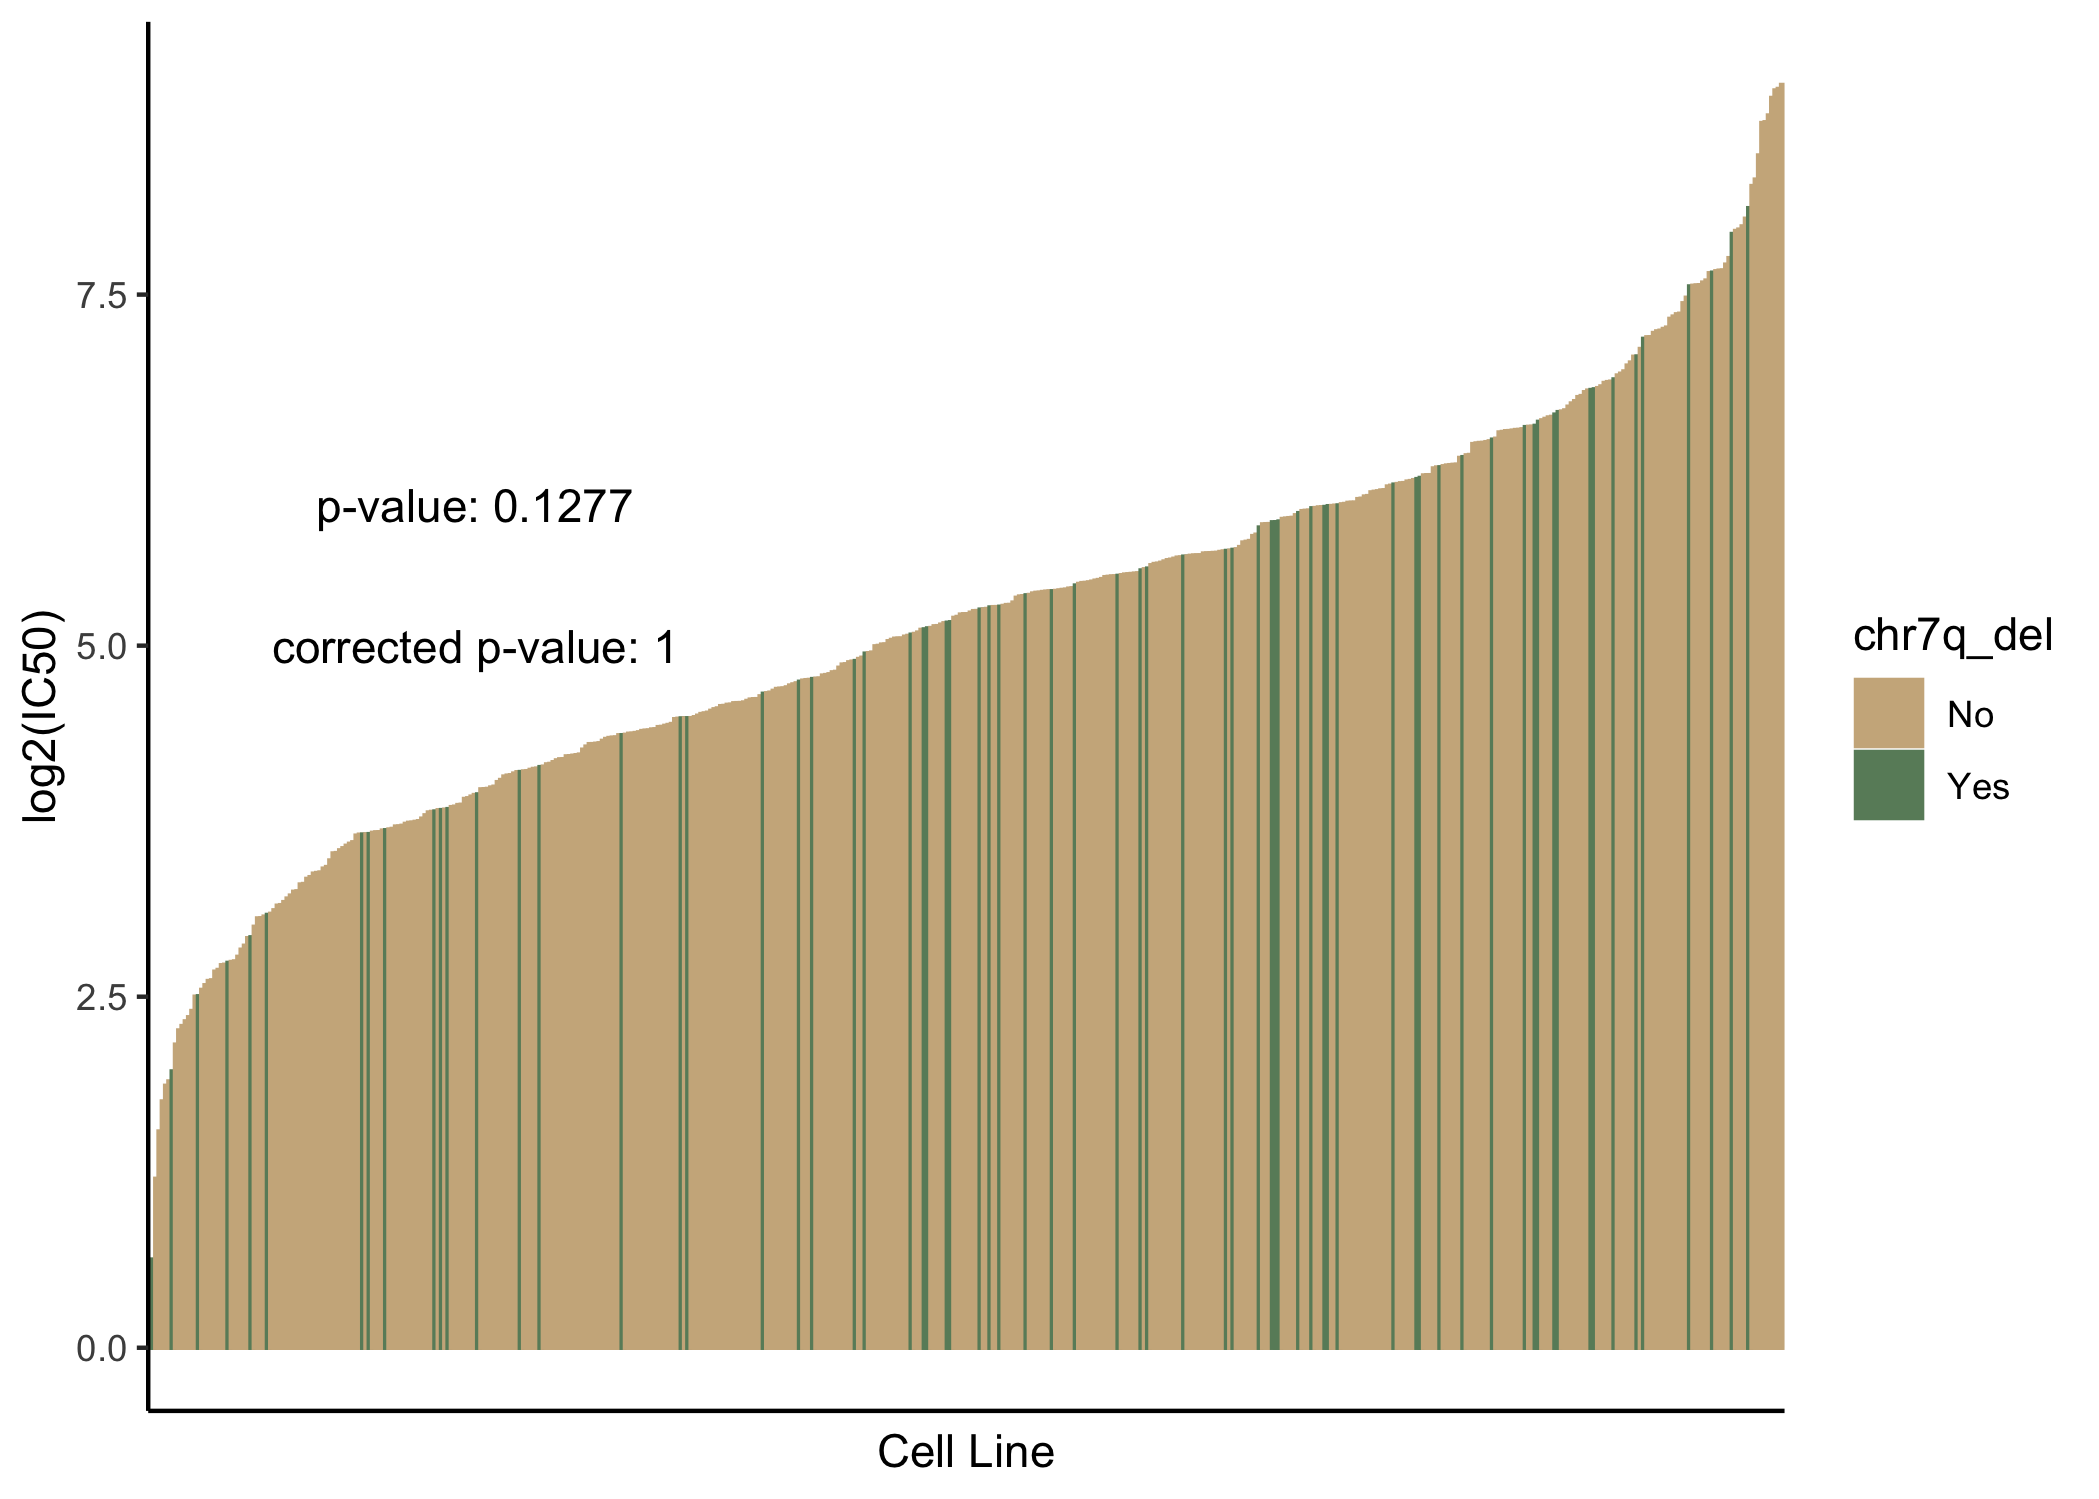 7.5
5.0
2.5
0.0
log2(IC50)
p-value: 0.1277
corrected p-value: 1
Cell Line
chr7q_del
No
Yes